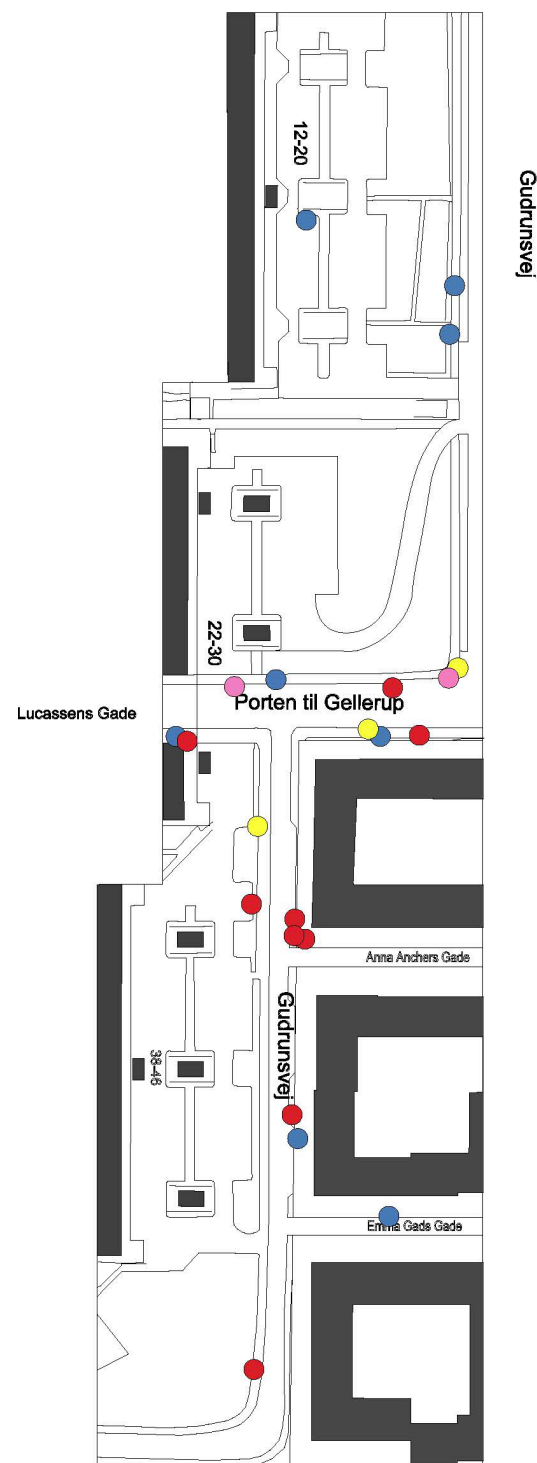 12-20
Gudrunsvej
22-30
Porten til Gellerup
Lucassens Gade
Anna Anchers Gade
Gudrunsvej
38-46
Emma Gads Gade